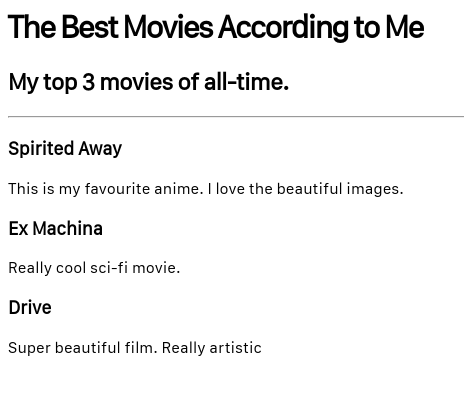 The Best Movies According to Me
My top 3 movies of all-time.
Spirited Away
This is my favourite anime. I love the beautiful images.
Ex Machina
Really cool sci-fi movie.
Drive
Super beautiful film. Really artistic